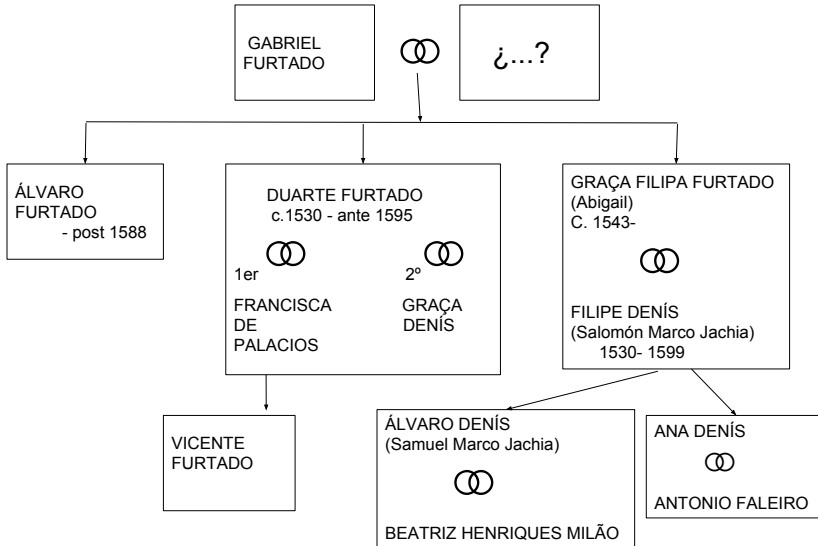 GABRIEL
FURTADO
¿...?
ÁLVARO
FURTADO
- post 1588
DUARTE FURTADO
c.1530 - ante 1595
1er
2º
FRANCISCA
DE
PALACIOS
GRAÇA
DENÍS
GRAÇA FILIPA FURTADO
(Abigail)
C. 1543-
FILIPE DENÍS
(Salomón Marco Jachia)
1530- 1599
VICENTE
FURTADO
ÁLVARO DENÍS
(Samuel Marco Jachia)
BEATRIZ HENRIQUES MILÃO
ANA DENÍS
ANTONIO FALEIRO